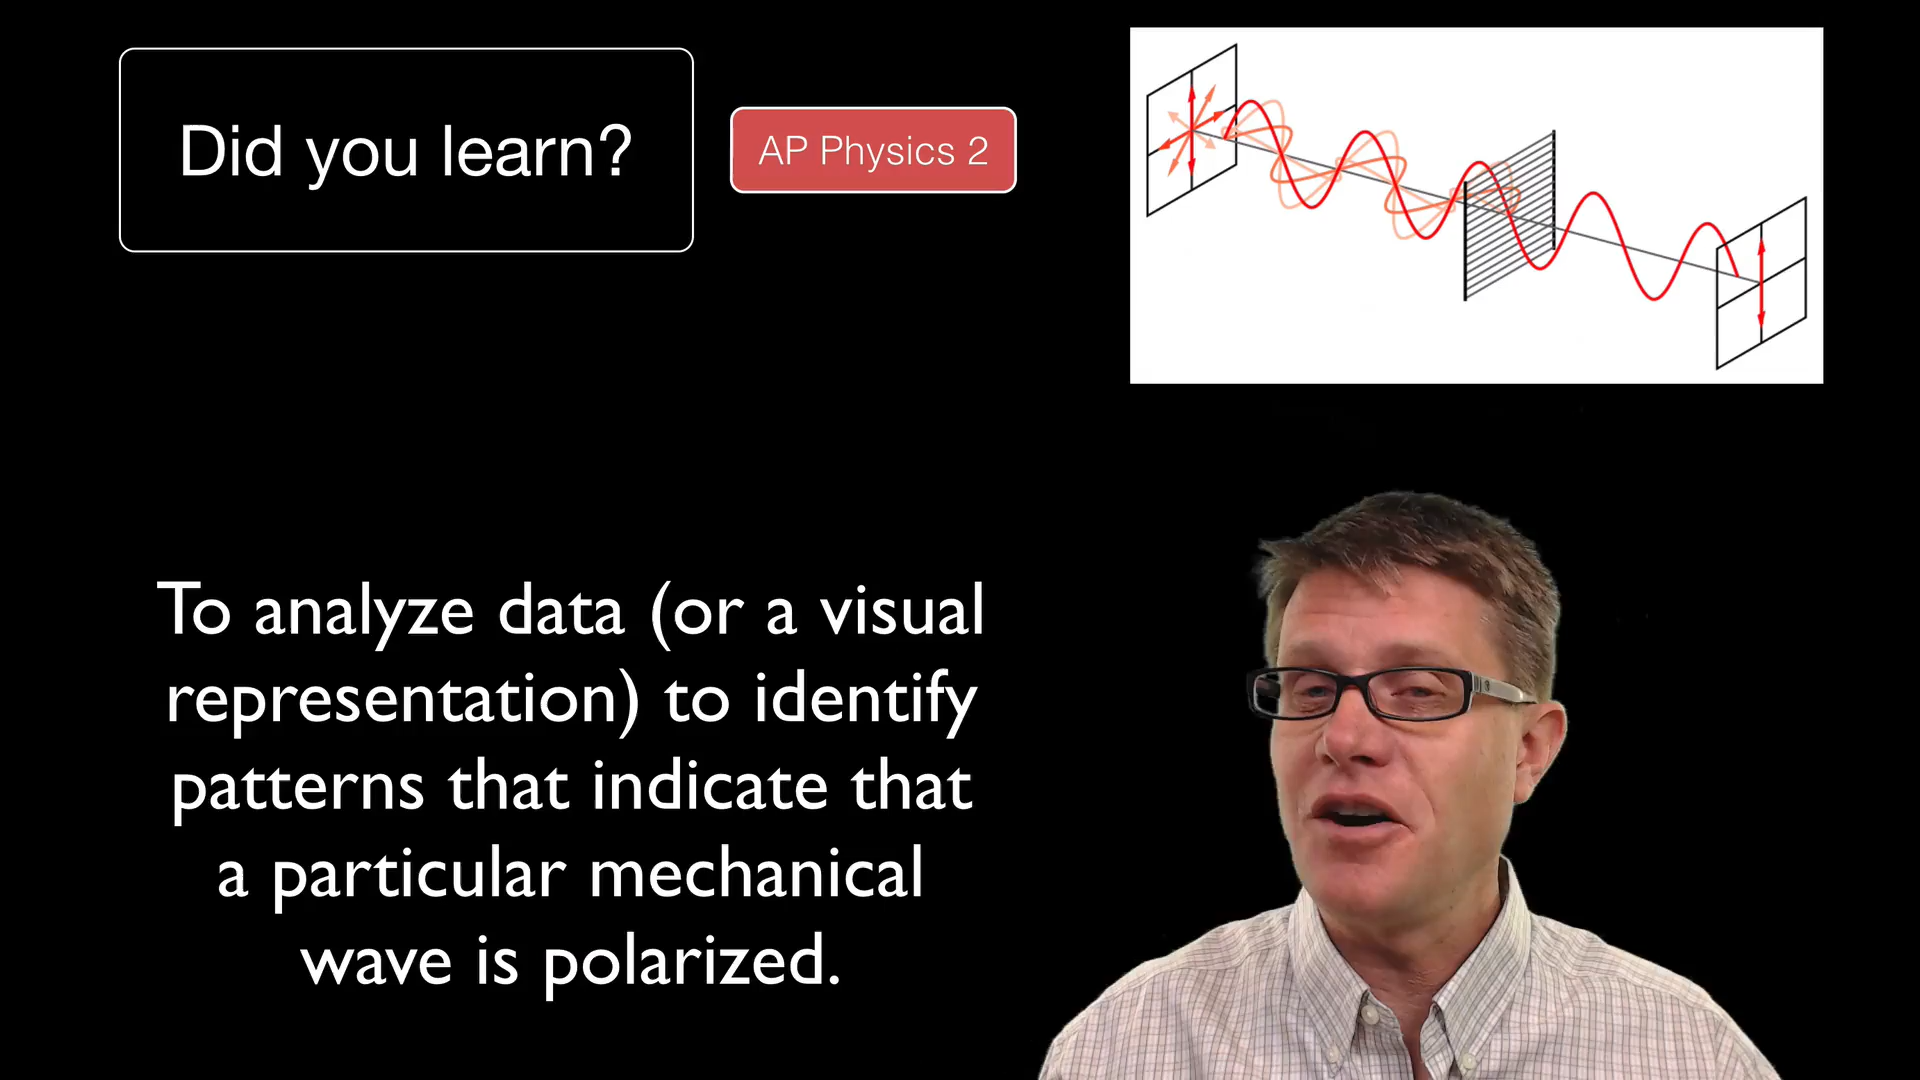 Did you learn?
AP Physics 2
To analyze data (or a visual
representation) to identify
patterns that indicate that
a particular mechanical
wave is polarized.